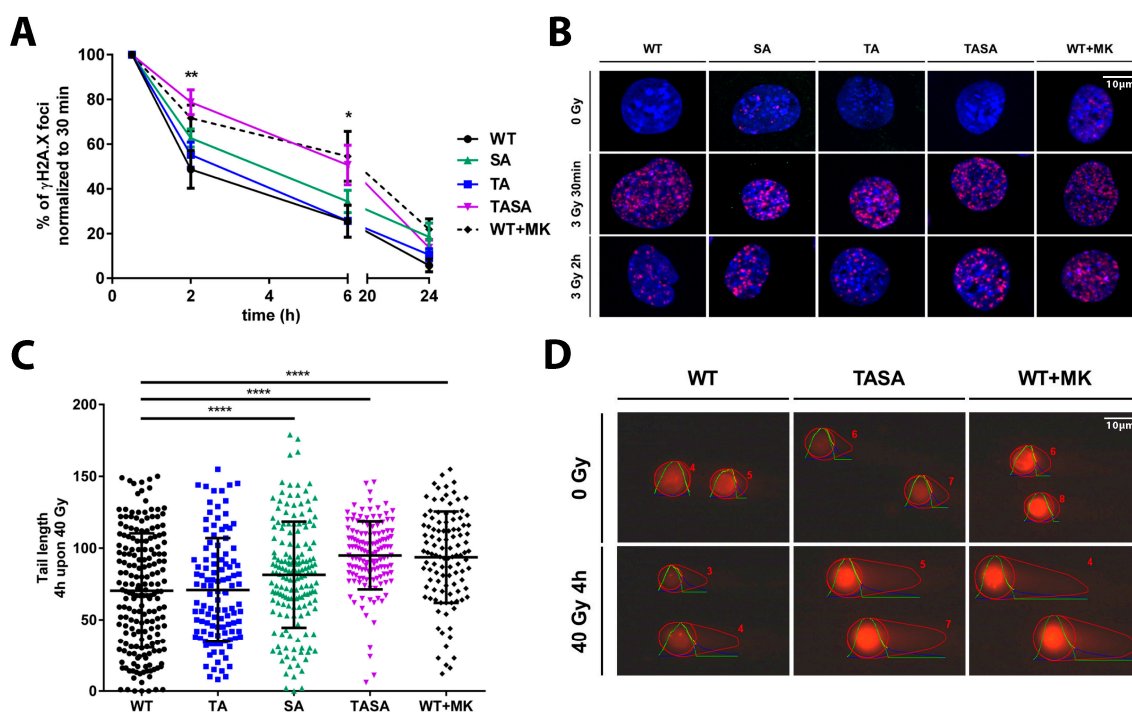 A
% of γH2A.X foci
normalized to 30 min
100
80
60
40
20
0
**
*
0
2
4
6
20
24
time (h)
WT
SA
TA
TASA
WT+MK
B
WT
SA
TA
TASA
WT+MK
0 Gy
3 Gy 30min
3 Gy 2h
10μm
C
Tail length
4h upon 40 Gy
200
150
100
50
0
****
****
****
WT
TA
SA
TASA
WT+MK
D
WT
TASA
WT+MK
0 Gy
40 Gy 4h
10μm
4
5
6
7
6
8
3
4
5
7
4